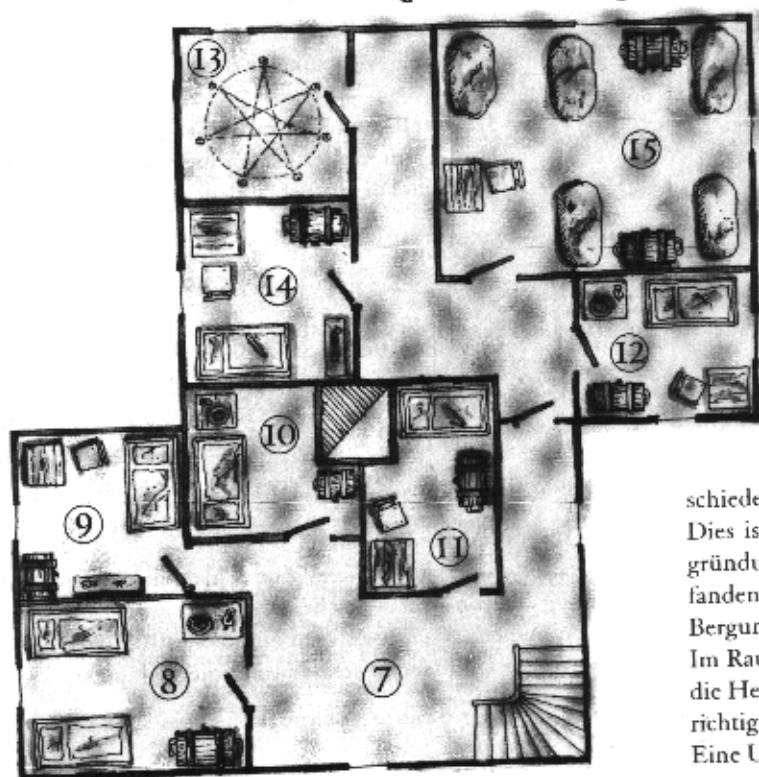 13
15
14
12
10
9
11
8
7
schiede
Dies is
gründu
fanden
Bergun
Im Rau
die He
richtig
Eine U